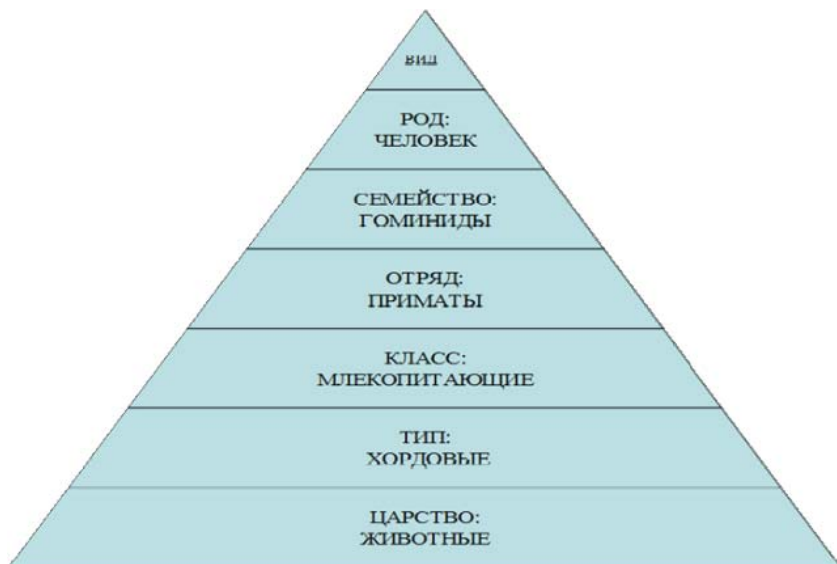 ВИД
РОД:
ЧЕЛОВЕК
СЕМЕЙСТВО:
ГОМИНИДЫ
ОТРЯД:
ПРИМАТЫ
КЛАСС:
МЛЕКОПИТАЮЩИЕ
ТИП:
ХОРДОВЫЕ
ЦАРСТВО:
ЖИВОТНЫЕ